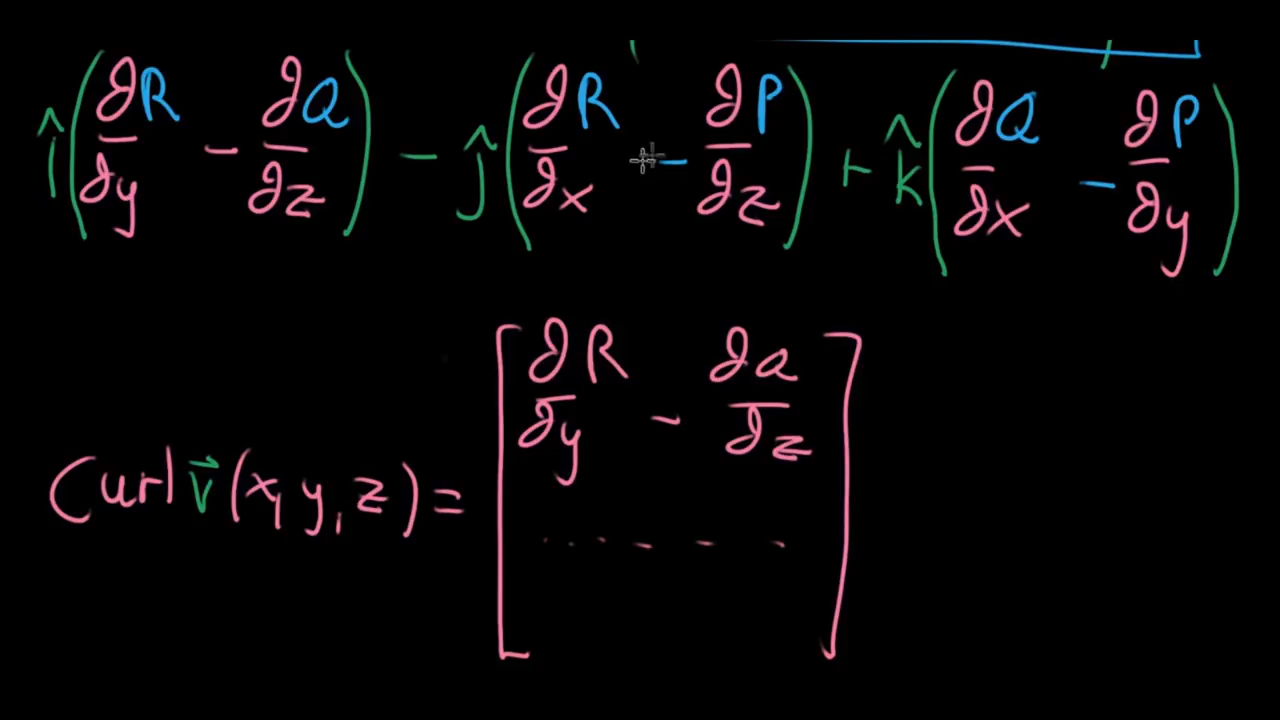 î(∂R/∂y - ∂Q/∂z) - ĵ(∂R/∂x - ∂P/∂z) + k̂(∂Q/∂x - ∂P/∂y)
Curl v⃗(x,y,z) = [∂R/∂y - ∂Q/∂z
.......]